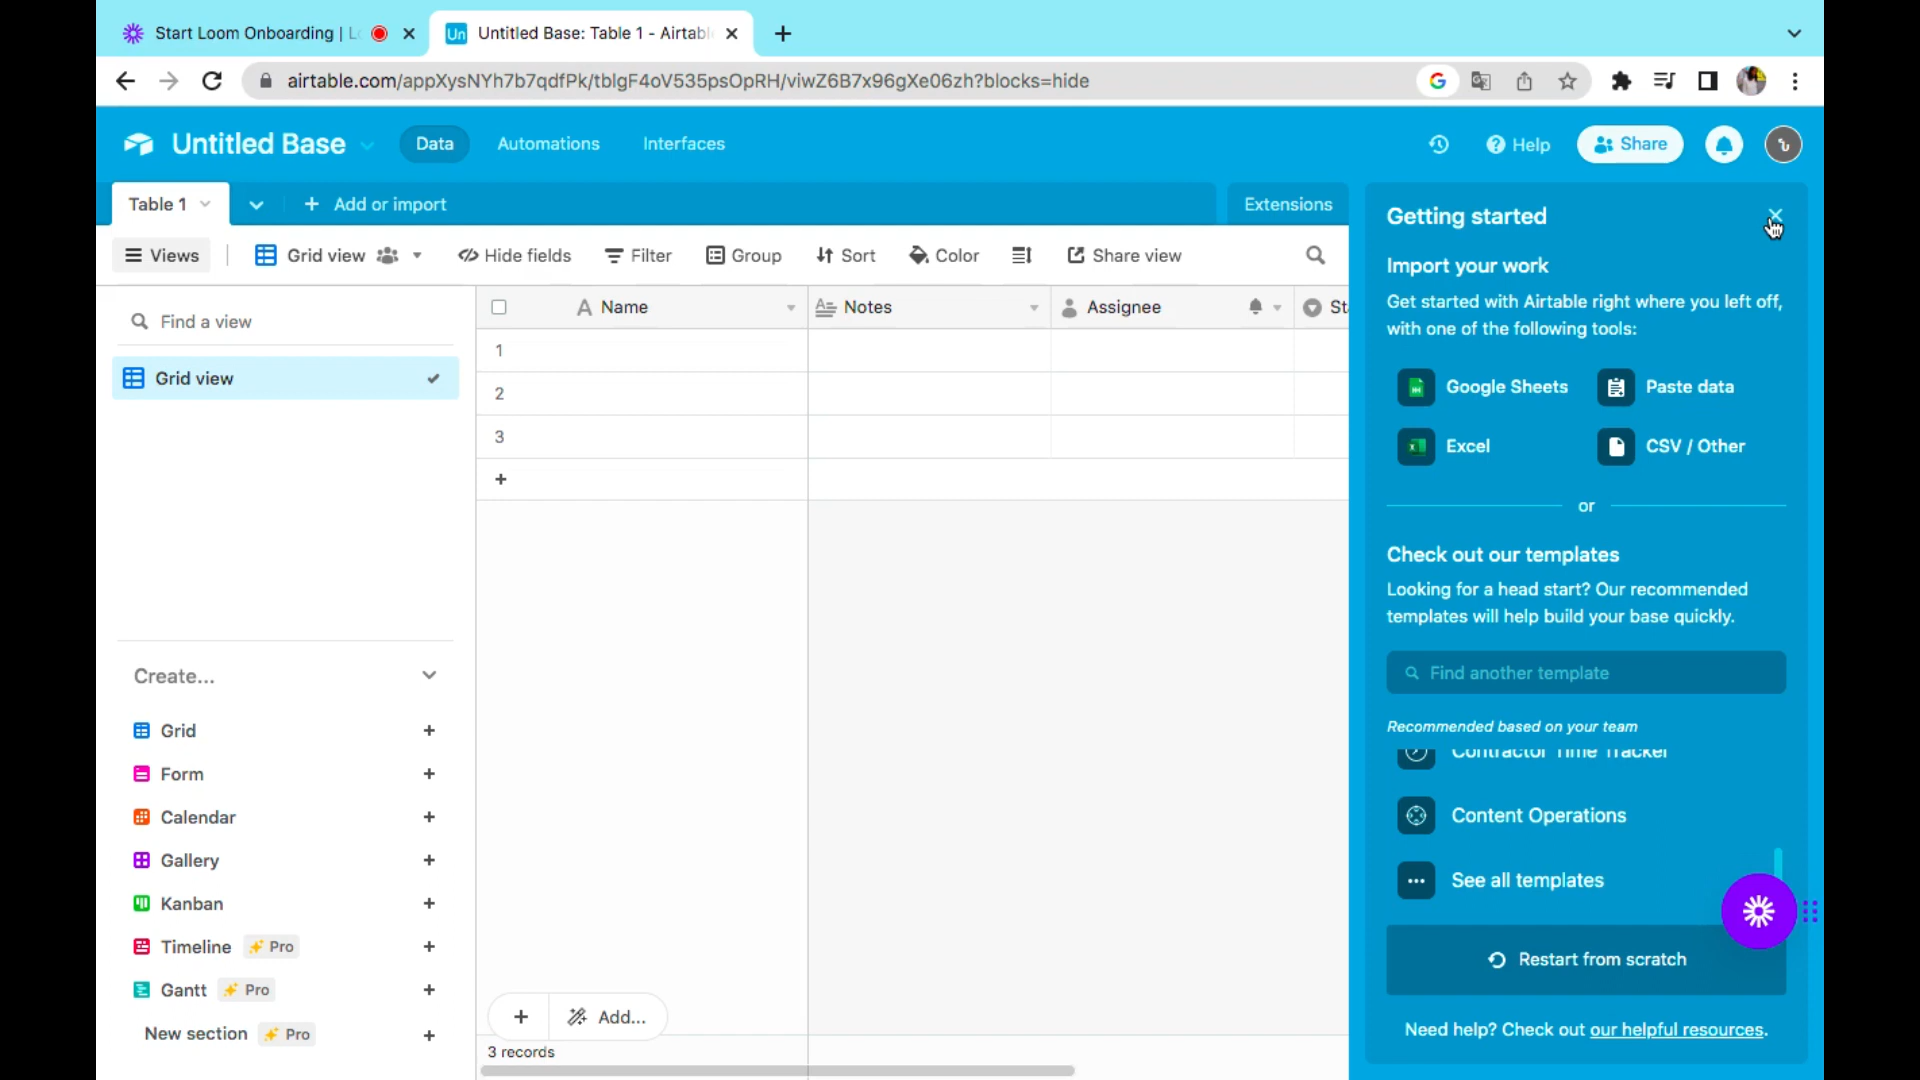 Start Loom Onboarding | L
Untitled Base: Table 1 - Airtabl
airtable.com/appXysNYh7b7qdfPk/tblgF4oV535psOpRH/viwZ6B7x96gXe06zh?blocks=hide
Untitled Base
Data
Automations
Interfaces
Help
Share
Table 1
Add or import
Extensions
Views
Grid view
Hide fields
Filter
Group
Sort
Color
Share view
Find a view
Grid view
Name
Notes
Assignee
St
1
2
3
3 records
Add...
Create...
Grid
Form
Calendar
Gallery
Kanban
Timeline Pro
Gantt Pro
New section Pro
Getting started
Import your work
Get started with Airtable right where you left off,
with one of the following tools:
Google Sheets
Paste data
Excel
CSV / Other
or
Check out our templates
Looking for a head start? Our recommended
templates will help build your base quickly.
Find another template
Recommended based on your team
Contractor Time Tracker
Content Operations
See all templates
Restart from scratch
Need help? Check out our helpful resources.